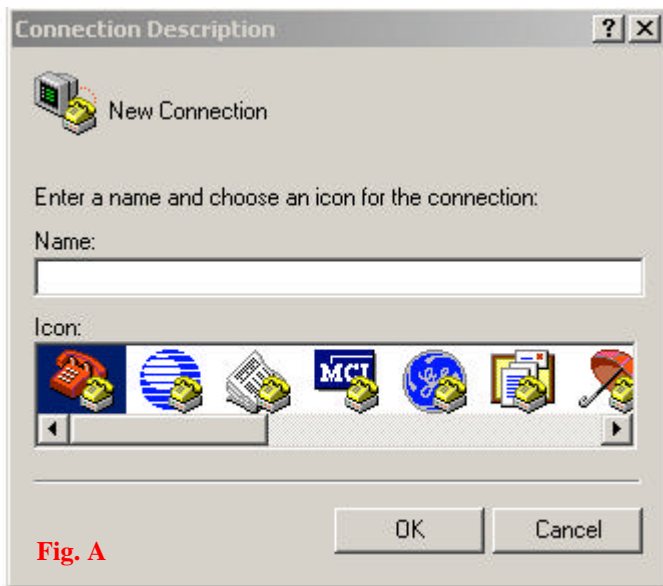 Connection Description
New Connection
Enter a name and choose an icon for the connection:
Name:
Icon:
MCI
OK Cancel
Fig. A